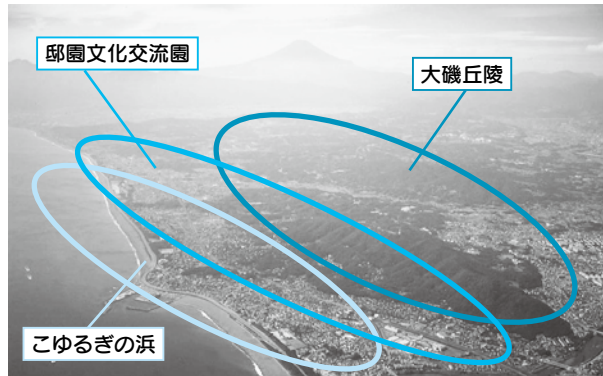 邸園文化交流園
大磯丘陵
こゆるぎの浜